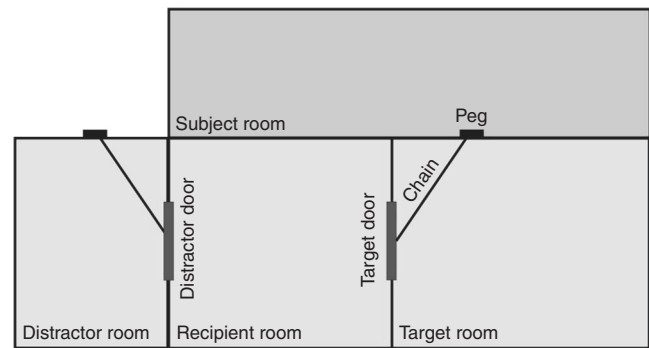 Peg
Subject room
Chain
Distractor door
Target door
Distractor room
Recipient room
Target room